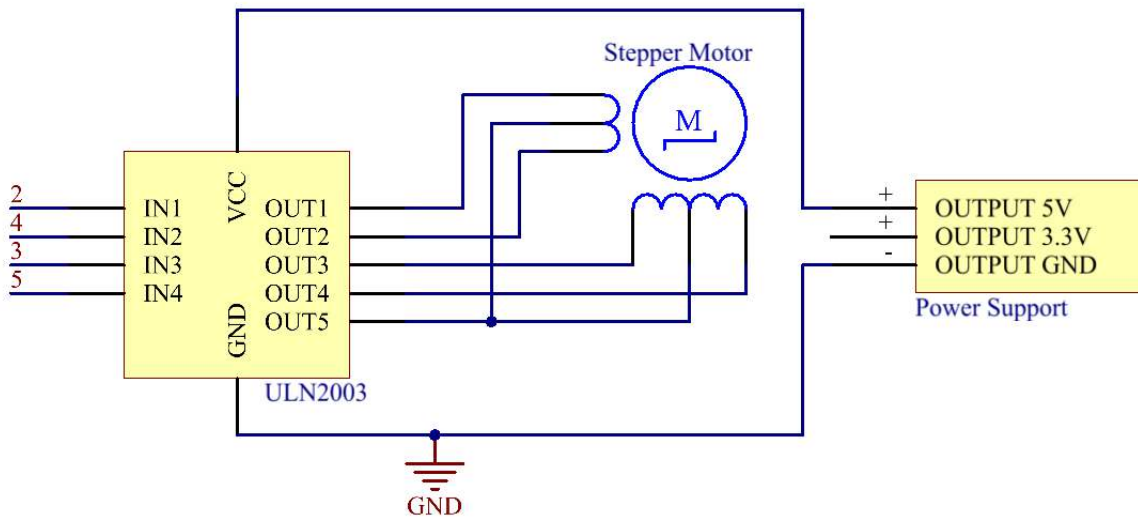 Stepper Motor
M
2
4
3
5
IN1
IN2
IN3
IN4
VCC
GND
OUT1
OUT2
OUT3
OUT4
OUT5
ULN2003
+
+
-
OUTPUT 5V
OUTPUT 3.3V
OUTPUT GND
Power Support
GND